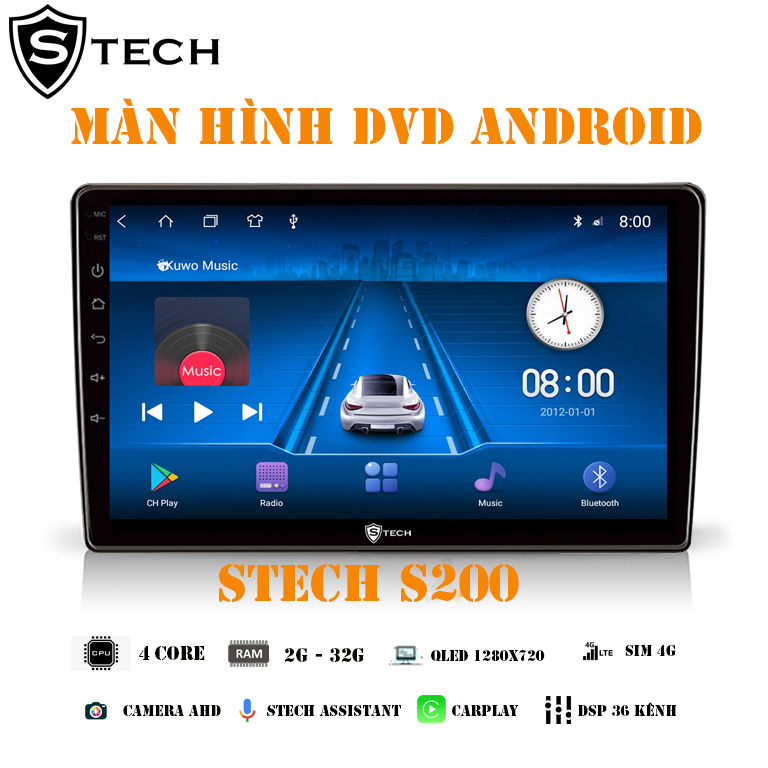 S TECH
MÀN HÌNH DVD ANDROID
MIC
RST
8:00
Kuwo Music
Music
08:00
2012-01-01
CH Play
Radio
Music
Bluetooth
S TECH
STECH S200
CPU
4 CORE
RAM
2G - 32G
QLED 1280X720
4G LTE
SIM 4G
CAMERA AHD
STECH ASSISTANT
CARPLAY
DSP 36 KÊNH